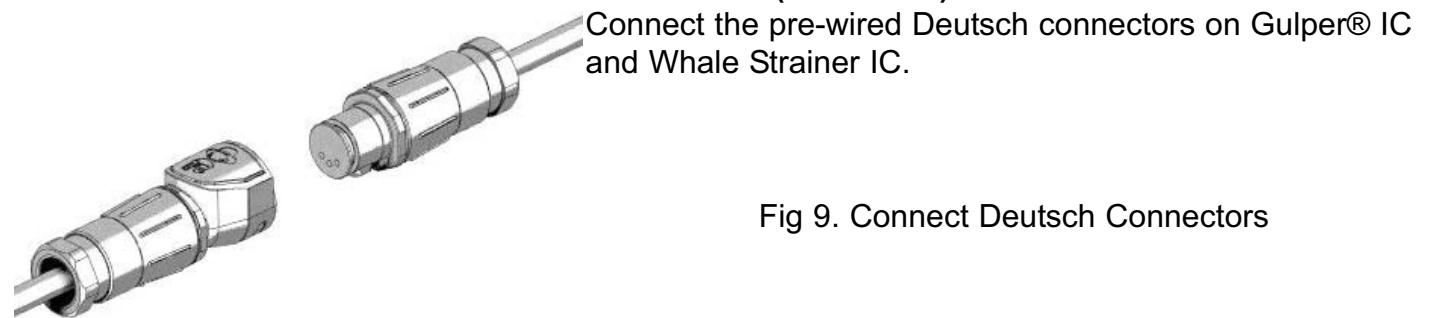 Connect the pre-wired Deutsch connectors on Gulper® IC
and Whale Strainer IC.
Fig 9. Connect Deutsch Connectors